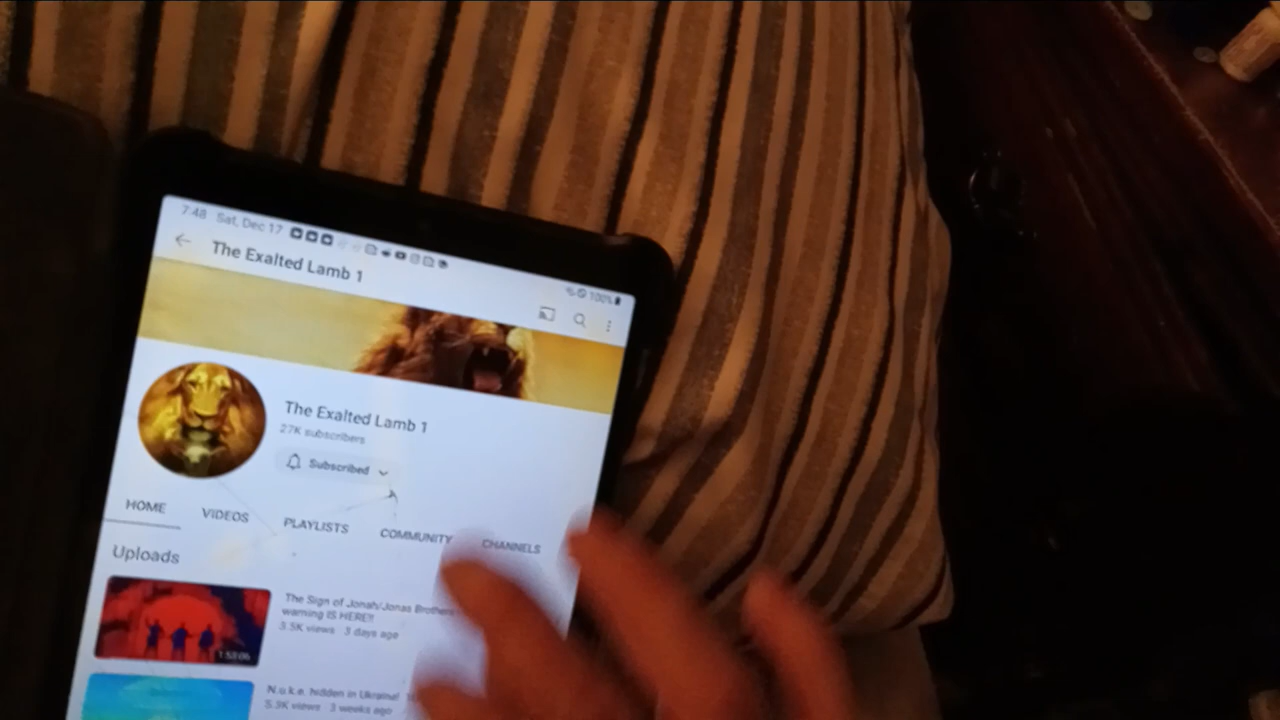 7:48 Sat, Dec 17
100%
The Exalted Lamb 1
The Exalted Lamb 1
27K subscribers
Subscribed
HOME VIDEOS PLAYLISTS COMMUNITY CHANNELS
Uploads
The Sign of Jonah/Jonas Brothers
warning IS HERE!!
3.5K views · 3 days ago
1:53:06
N.u.k.e. hidden in Ukraine!
5.3K views · 3 weeks ago